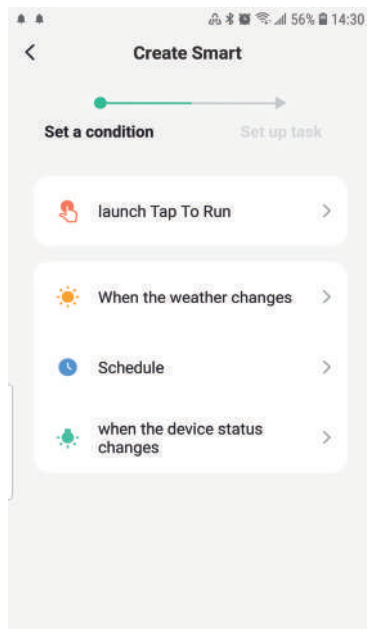 56% 14:30
Create Smart
Set a condition Set up task
launch Tap To Run
When the weather changes
Schedule
when the device status
changes